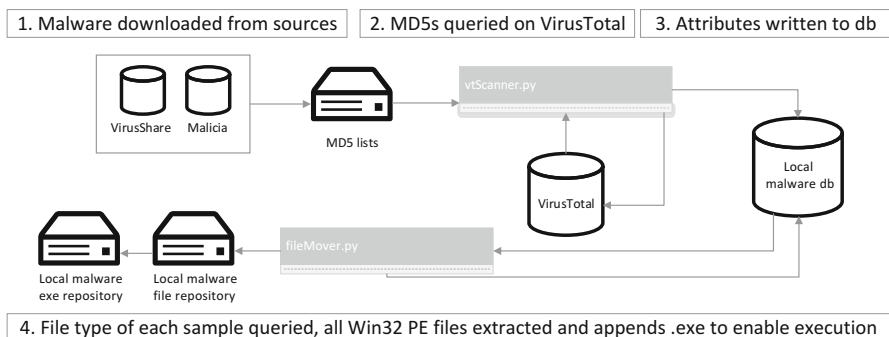 1. Malware downloaded from sources
2. MD5s queried on VirusTotal
3. Attributes written to db
VirusShare
Malicia
MD5 lists
vtScanner.py
VirusTotal
Local
malware db
fileMover.py
Local malware
exe repository
Local malware
file repository
4. File type of each sample queried, all Win32 PE files extracted and appends .exe to enable execution